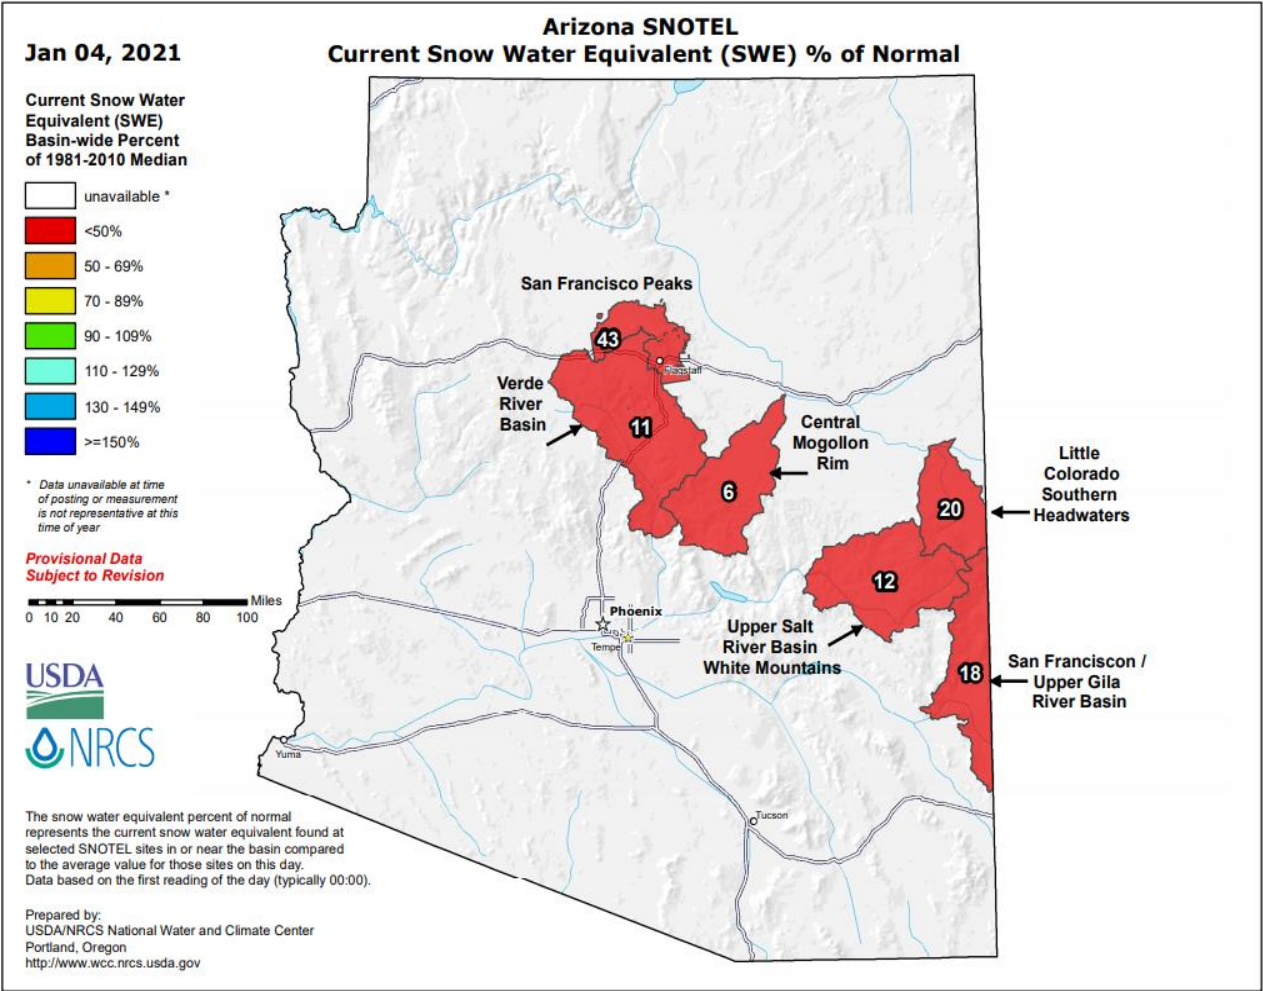 Arizona SNOTEL
Current Snow Water Equivalent (SWE) % of Normal
Jan 04, 2021
Current Snow Water
Equivalent (SWE)
Basin-wide Percent
of 1981-2010 Median
unavailable *
<50%
50 - 69%
70 - 89%
90 - 109%
110 - 129%
130 - 149%
>=150%
* Data unavailable at time
of posting or measurement
is not representative at this
time of year
Provisional Data
Subject to Revision
Miles
0 10 20 40 60 80 100
USDA
NRCS
The snow water equivalent percent of normal
represents the current snow water equivalent found at
selected SNOTEL sites in or near the basin compared
to the average value for those sites on this day.
Data based on the first reading of the day (typically 00:00).
Prepared by:
USDA/NRCS National Water and Climate Center
Portland, Oregon
http://www.wcc.nrcs.usda.gov
San Francisco Peaks
43
Flagstaff
Verde
River
Basin
11
Central
Mogollon
Rim
6
Little
Colorado
Southern
Headwaters
20
12
Upper Salt
River Basin
White Mountains
San Franciscon /
Upper Gila
River Basin
18
Phoenix
Tempe
Yuma
Tucson